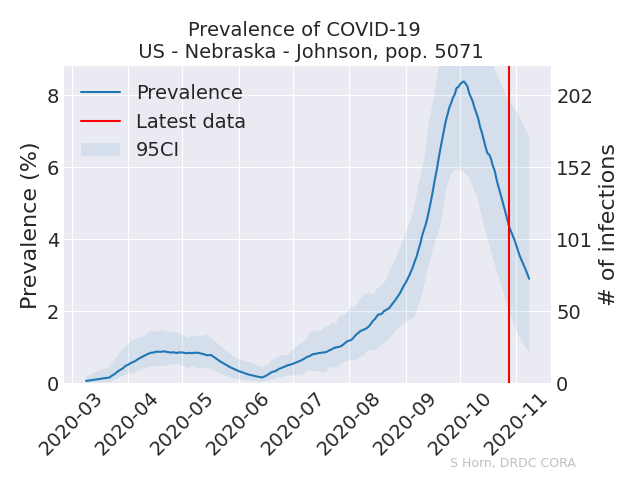 Prevalence of COVID-19
US - Nebraska - Johnson, pop. 5071
Prevalence
Latest data
95CI
Prevalence (%)
8
6
4
2
0
202
152
101
50
0
# of infections
2020-03
2020-04
2020-05
2020-06
2020-07
2020-08
2020-09
2020-10
2020-11
S Horn, DRDC CORA